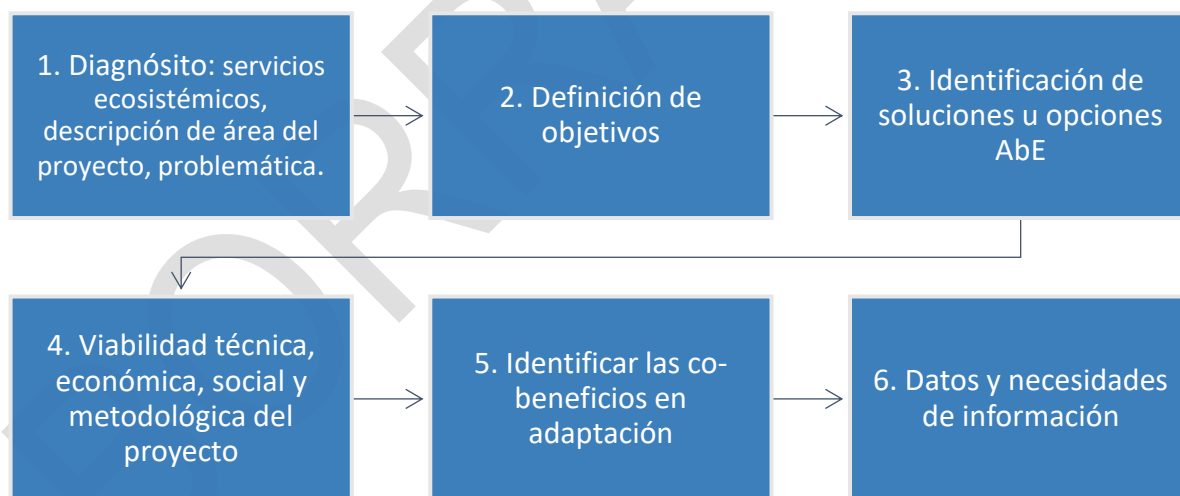 1. Diagnósito: servicios
ecosistémicos,
descripción de área del
proyecto, problemática.
2. Definición de
objetivos
3. Identificación de
soluciones u opciones
AbE
4. Viabilidad técnica,
económica, social y
metodológica del
proyecto
5. Identificar las co-
beneficios en
adaptación
6. Datos y necesidades
de información